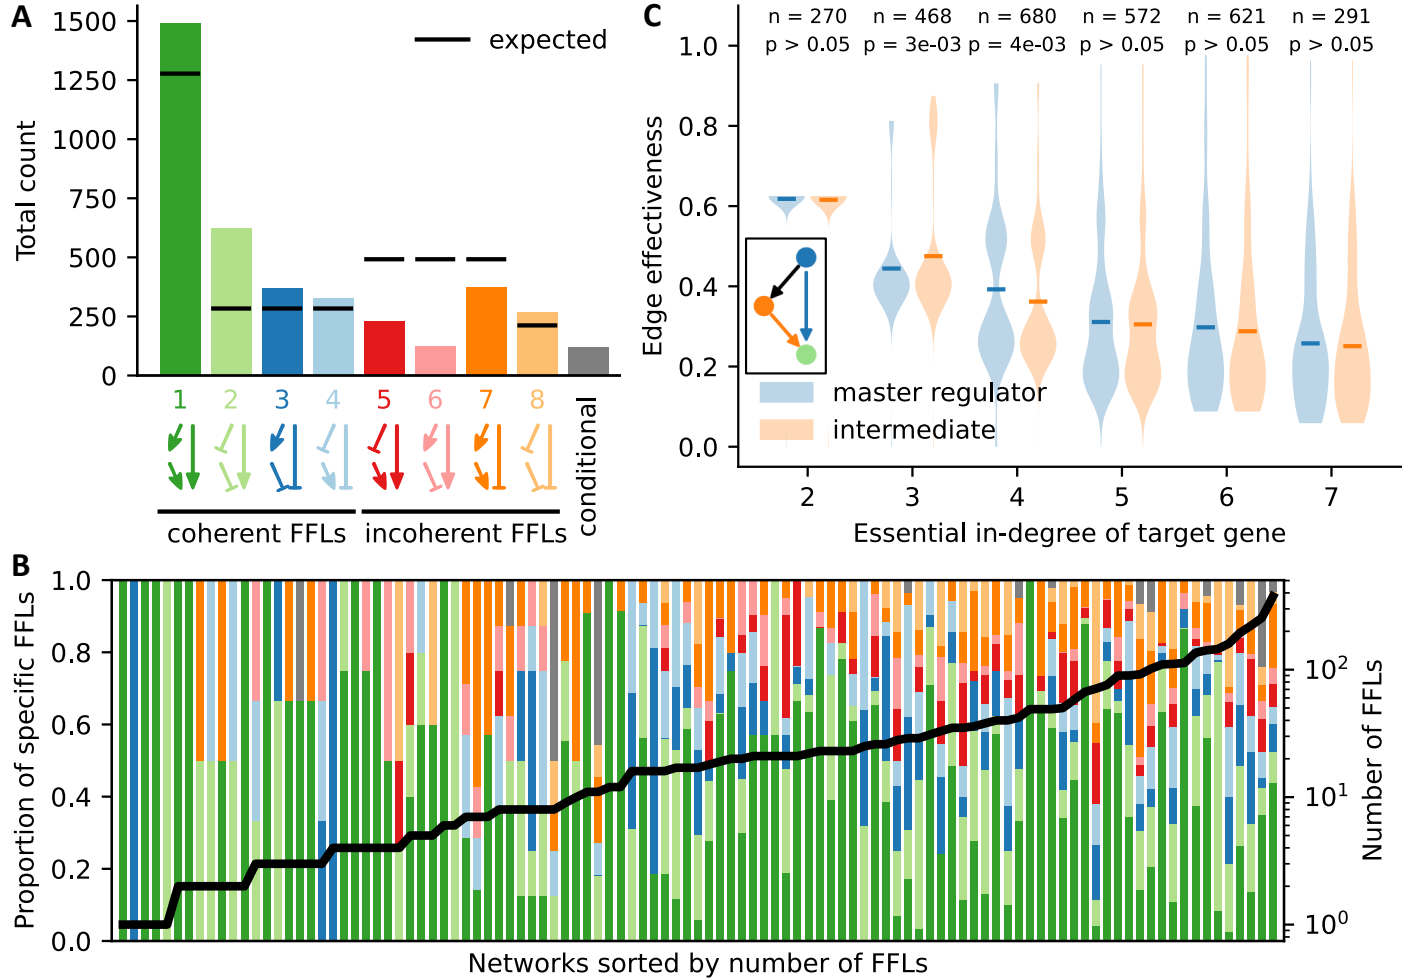 A
1500
1250
1000
750
500
250
0
Total count
expected
1 2 3 4 5 6 7 8
conditional
coherent FFLs incoherent FFLs
C
n = 270 n = 468 n = 680 n = 572 n = 621 n = 291
p > 0.05 p = 3e-03 p = 4e-03 p > 0.05 p > 0.05 p > 0.05
1.0
0.8
0.6
0.4
0.2
0.0
Edge effectiveness
master regulator
intermediate
2 3 4 5 6 7
Essential in-degree of target gene
B
1.0
0.8
0.6
0.4
0.2
0.0
Proportion of specific FFLs
10²
10¹
10⁰
Number of FFLs
Networks sorted by number of FFLs